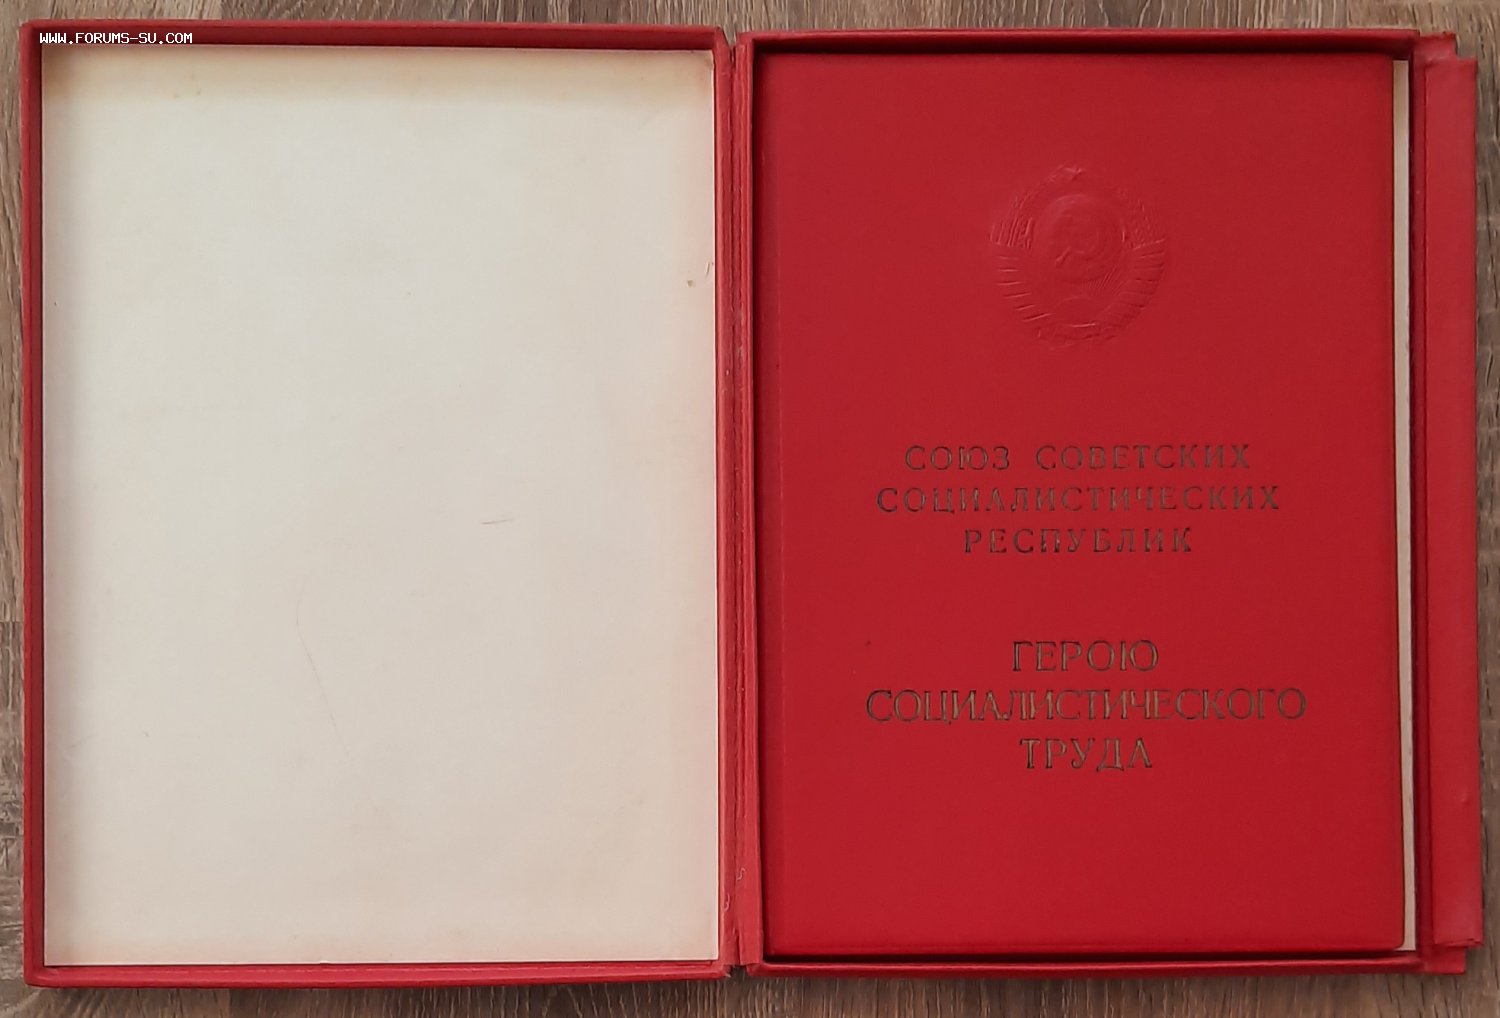 WWW.FORUMS-SU.COM
СОЮЗ СОВЕТСКИХ
СОЦИАЛИСТИЧЕСКИХ
РЕСПУБЛИК
ГЕРОЮ
СОЦИАЛИСТИЧЕСКОГО
ТРУДА